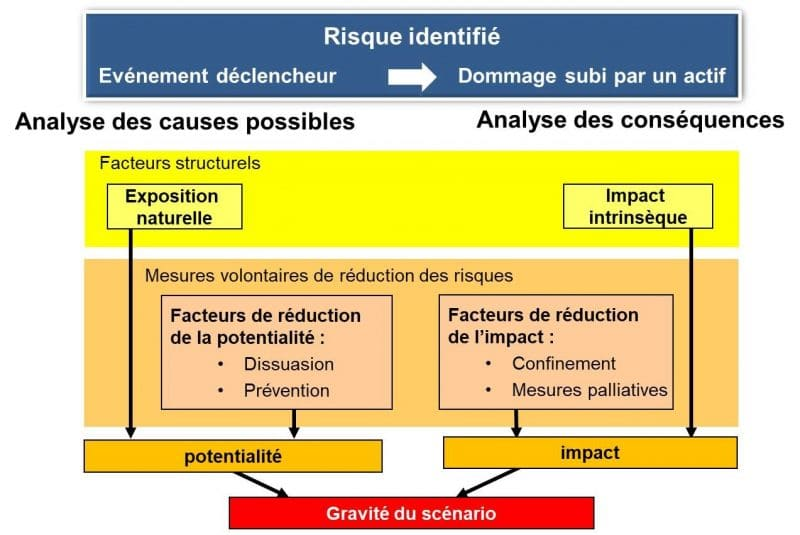 Risque identifié
Evénement déclencheur
Dommage subi par un actif
Analyse des causes possibles
Analyse des conséquences
Facteurs structurels
Exposition
naturelle
Impact
intrinsèque
Mesures volontaires de réduction des risques
Facteurs de réduction
de la potentialité :
• Dissuasion
• Prévention
Facteurs de réduction
de l’impact :
• Confinement
• Mesures palliatives
potentialité
impact
Gravité du scénario